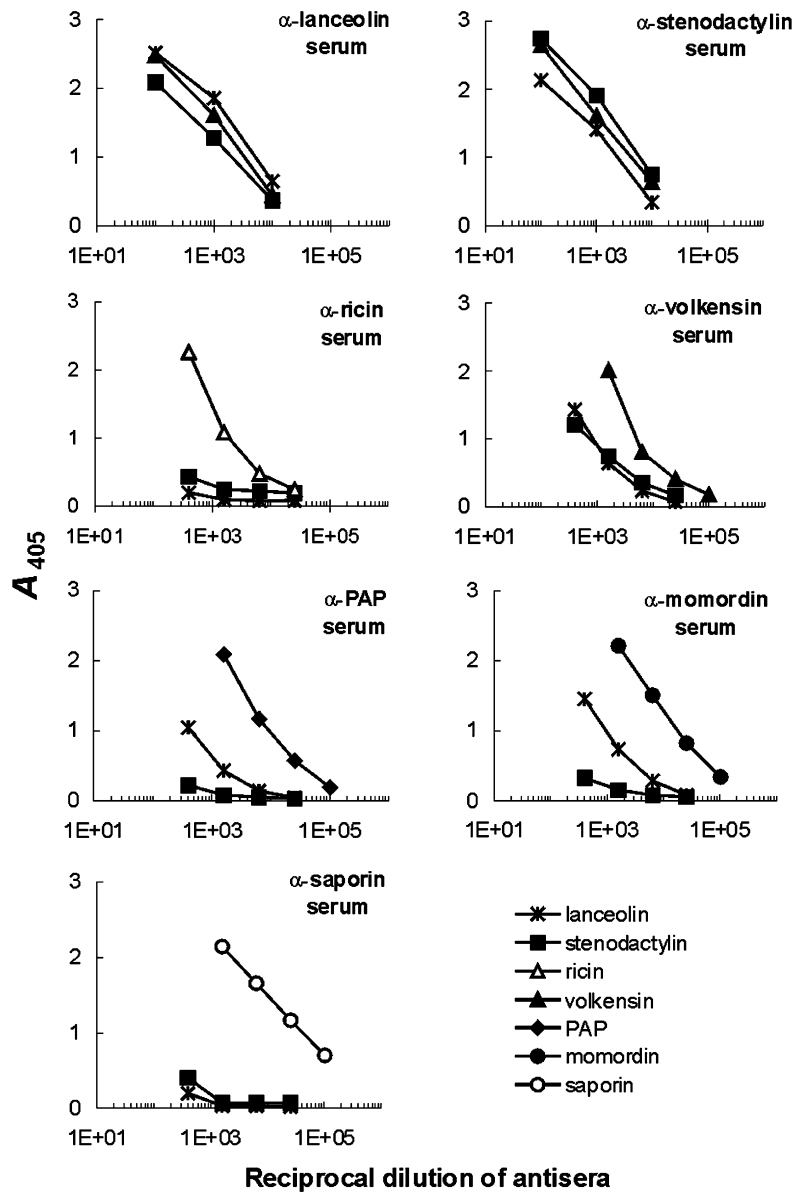 α-lanceolin
serum
3
2
1
0
1E+01 1E+03 1E+05
α-stenodactylin
serum
3
2
1
0
1E+01 1E+03 1E+05
α-ricin
serum
3
2
1
0
1E+01 1E+03 1E+05
α-volkensin
serum
3
2
1
0
1E+01 1E+03 1E+05
A405
α-PAP
serum
3
2
1
0
1E+01 1E+03 1E+05
α-momordin
serum
3
2
1
0
1E+01 1E+03 1E+05
α-saporin
serum
3
2
1
0
1E+01 1E+03 1E+05
lanceolin
stenodactylin
ricin
volkensin
PAP
momordin
saporin
Reciprocal dilution of antisera